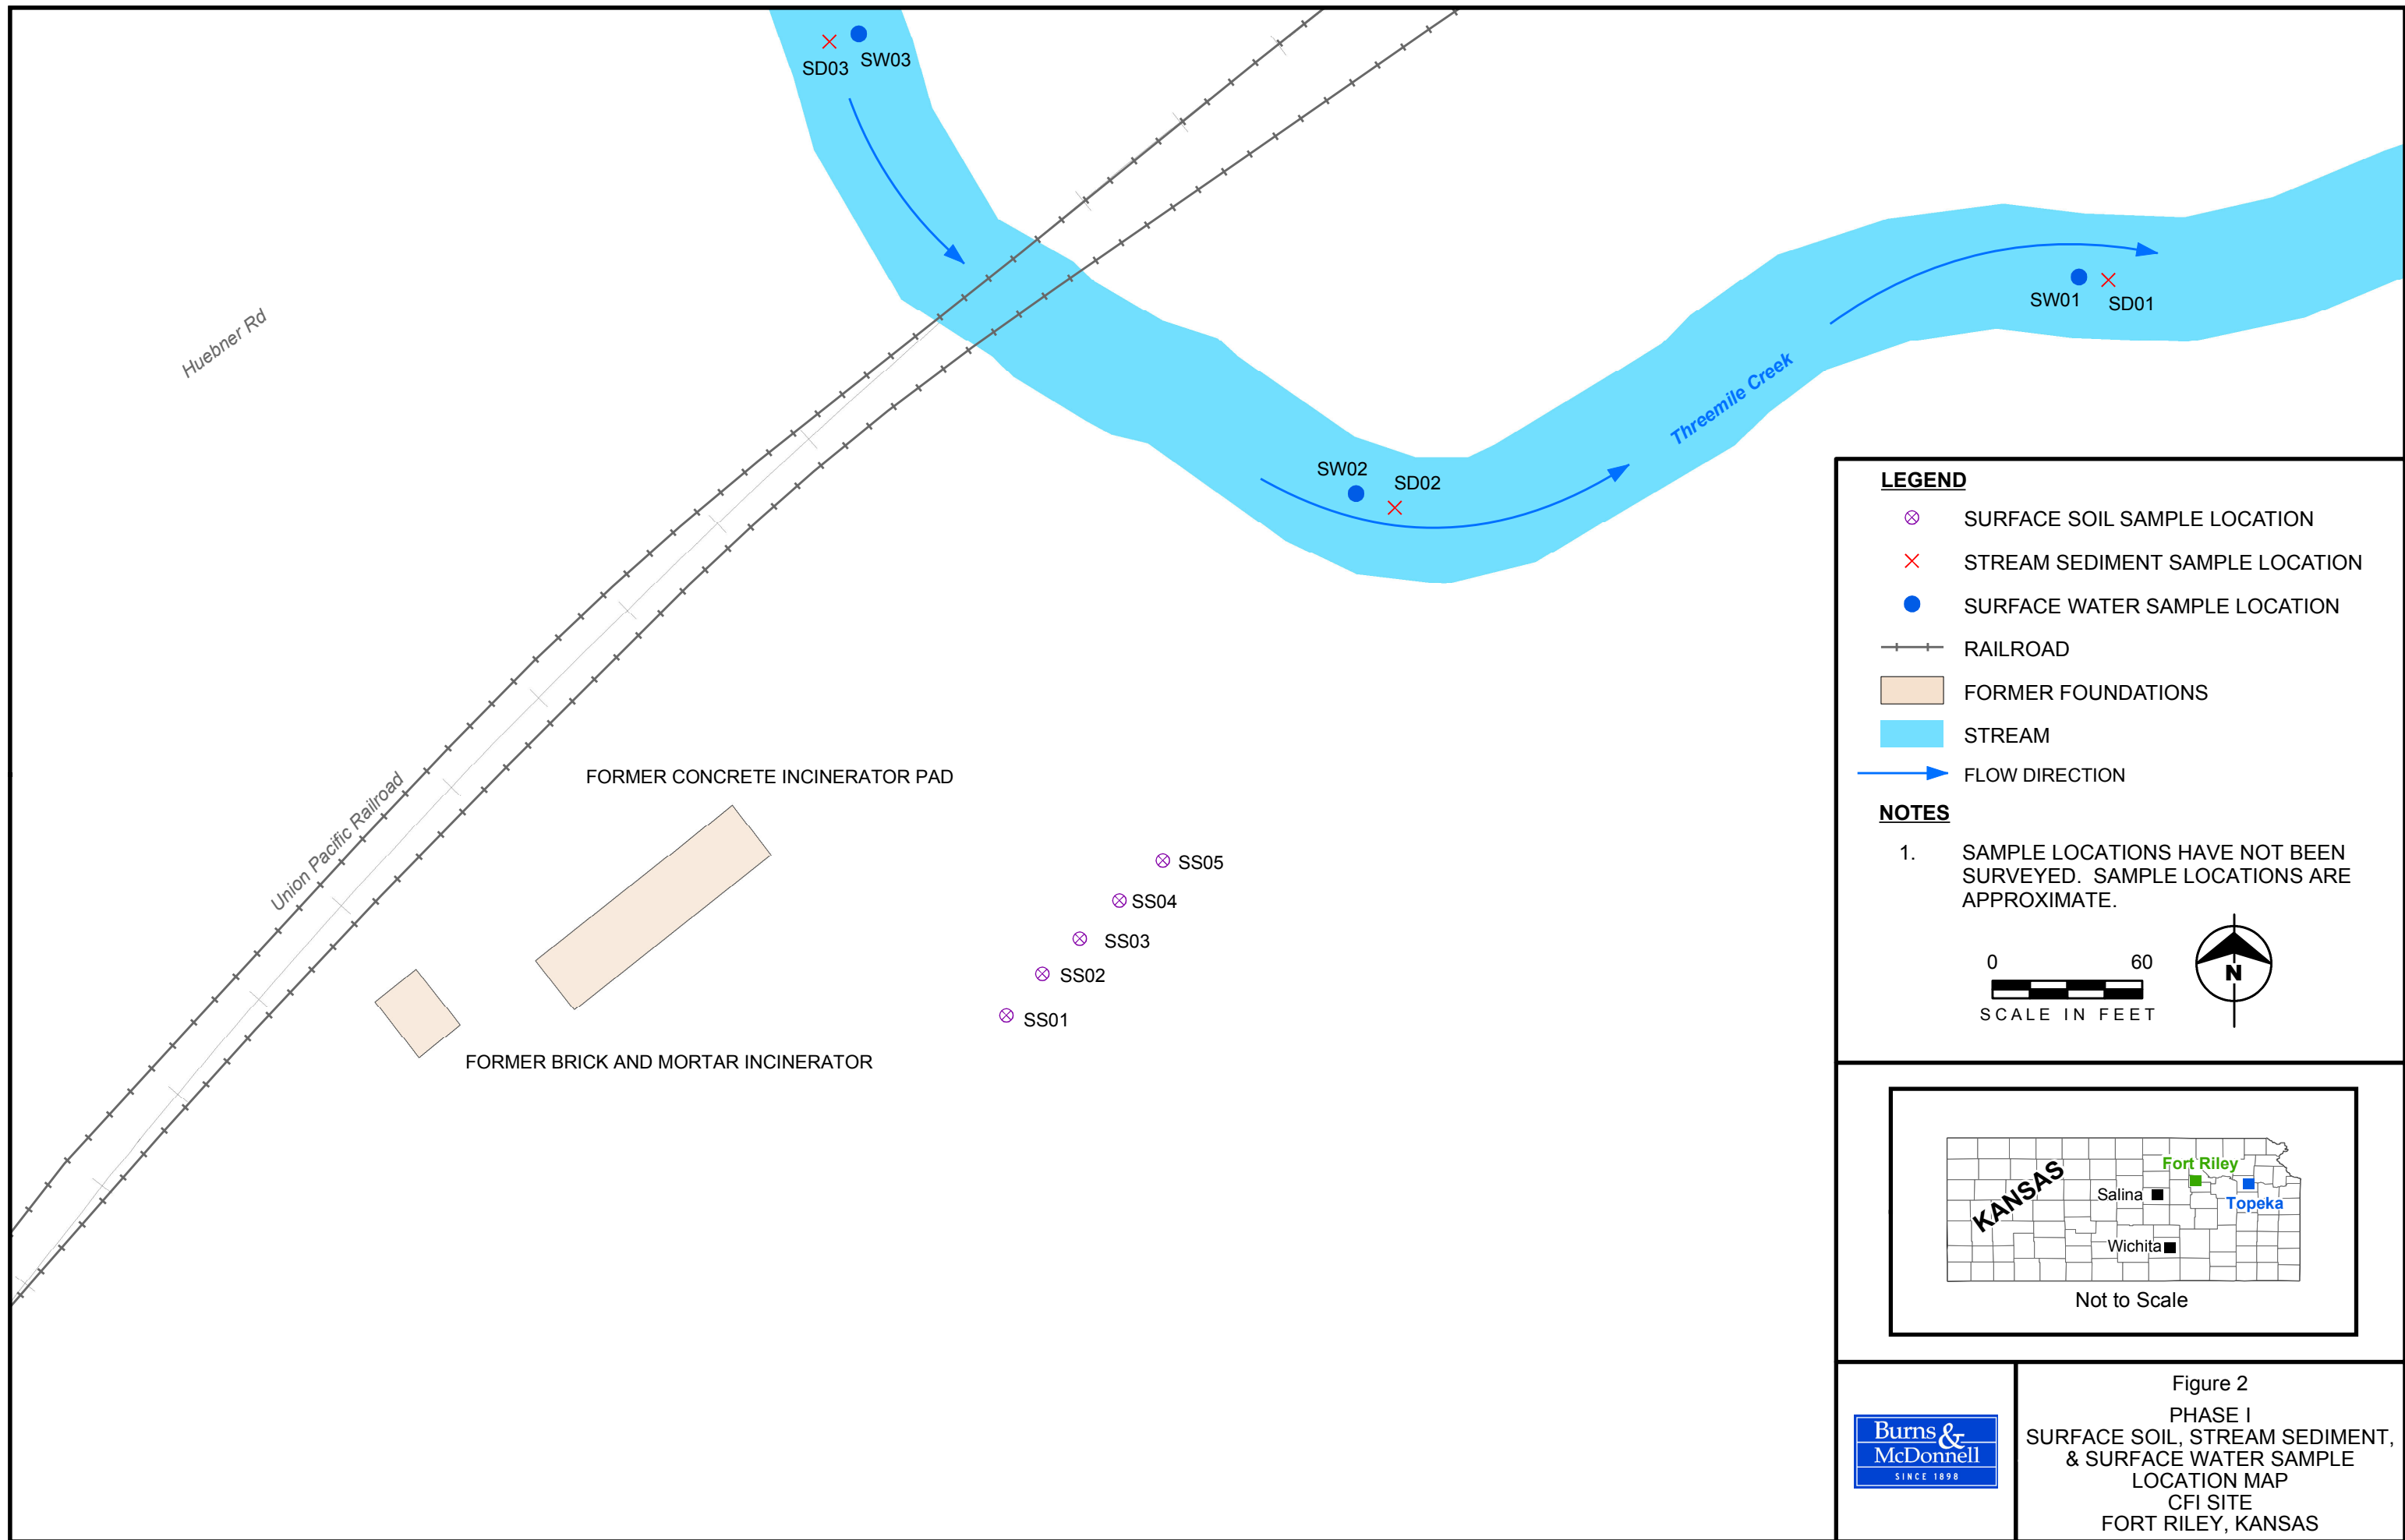 SD03
SW03
Huebner Rd
SW01
SD01
Threemile Creek
SW02
SD02
Union Pacific Railroad
FORMER CONCRETE INCINERATOR PAD
SS05
SS04
SS03
SS02
SS01
FORMER BRICK AND MORTAR INCINERATOR
LEGEND
SURFACE SOIL SAMPLE LOCATION
STREAM SEDIMENT SAMPLE LOCATION
SURFACE WATER SAMPLE LOCATION
RAILROAD
FORMER FOUNDATIONS
STREAM
FLOW DIRECTION
NOTES
1. SAMPLE LOCATIONS HAVE NOT BEEN
SURVEYED. SAMPLE LOCATIONS ARE
APPROXIMATE.
0 60
SCALE IN FEET
N
KANSAS
Fort Riley
Salina
Topeka
Wichita
Not to Scale
Burns &
McDonnell
SINCE 1898
Figure 2
PHASE I
SURFACE SOIL, STREAM SEDIMENT,
& SURFACE WATER SAMPLE
LOCATION MAP
CFI SITE
FORT RILEY, KANSAS